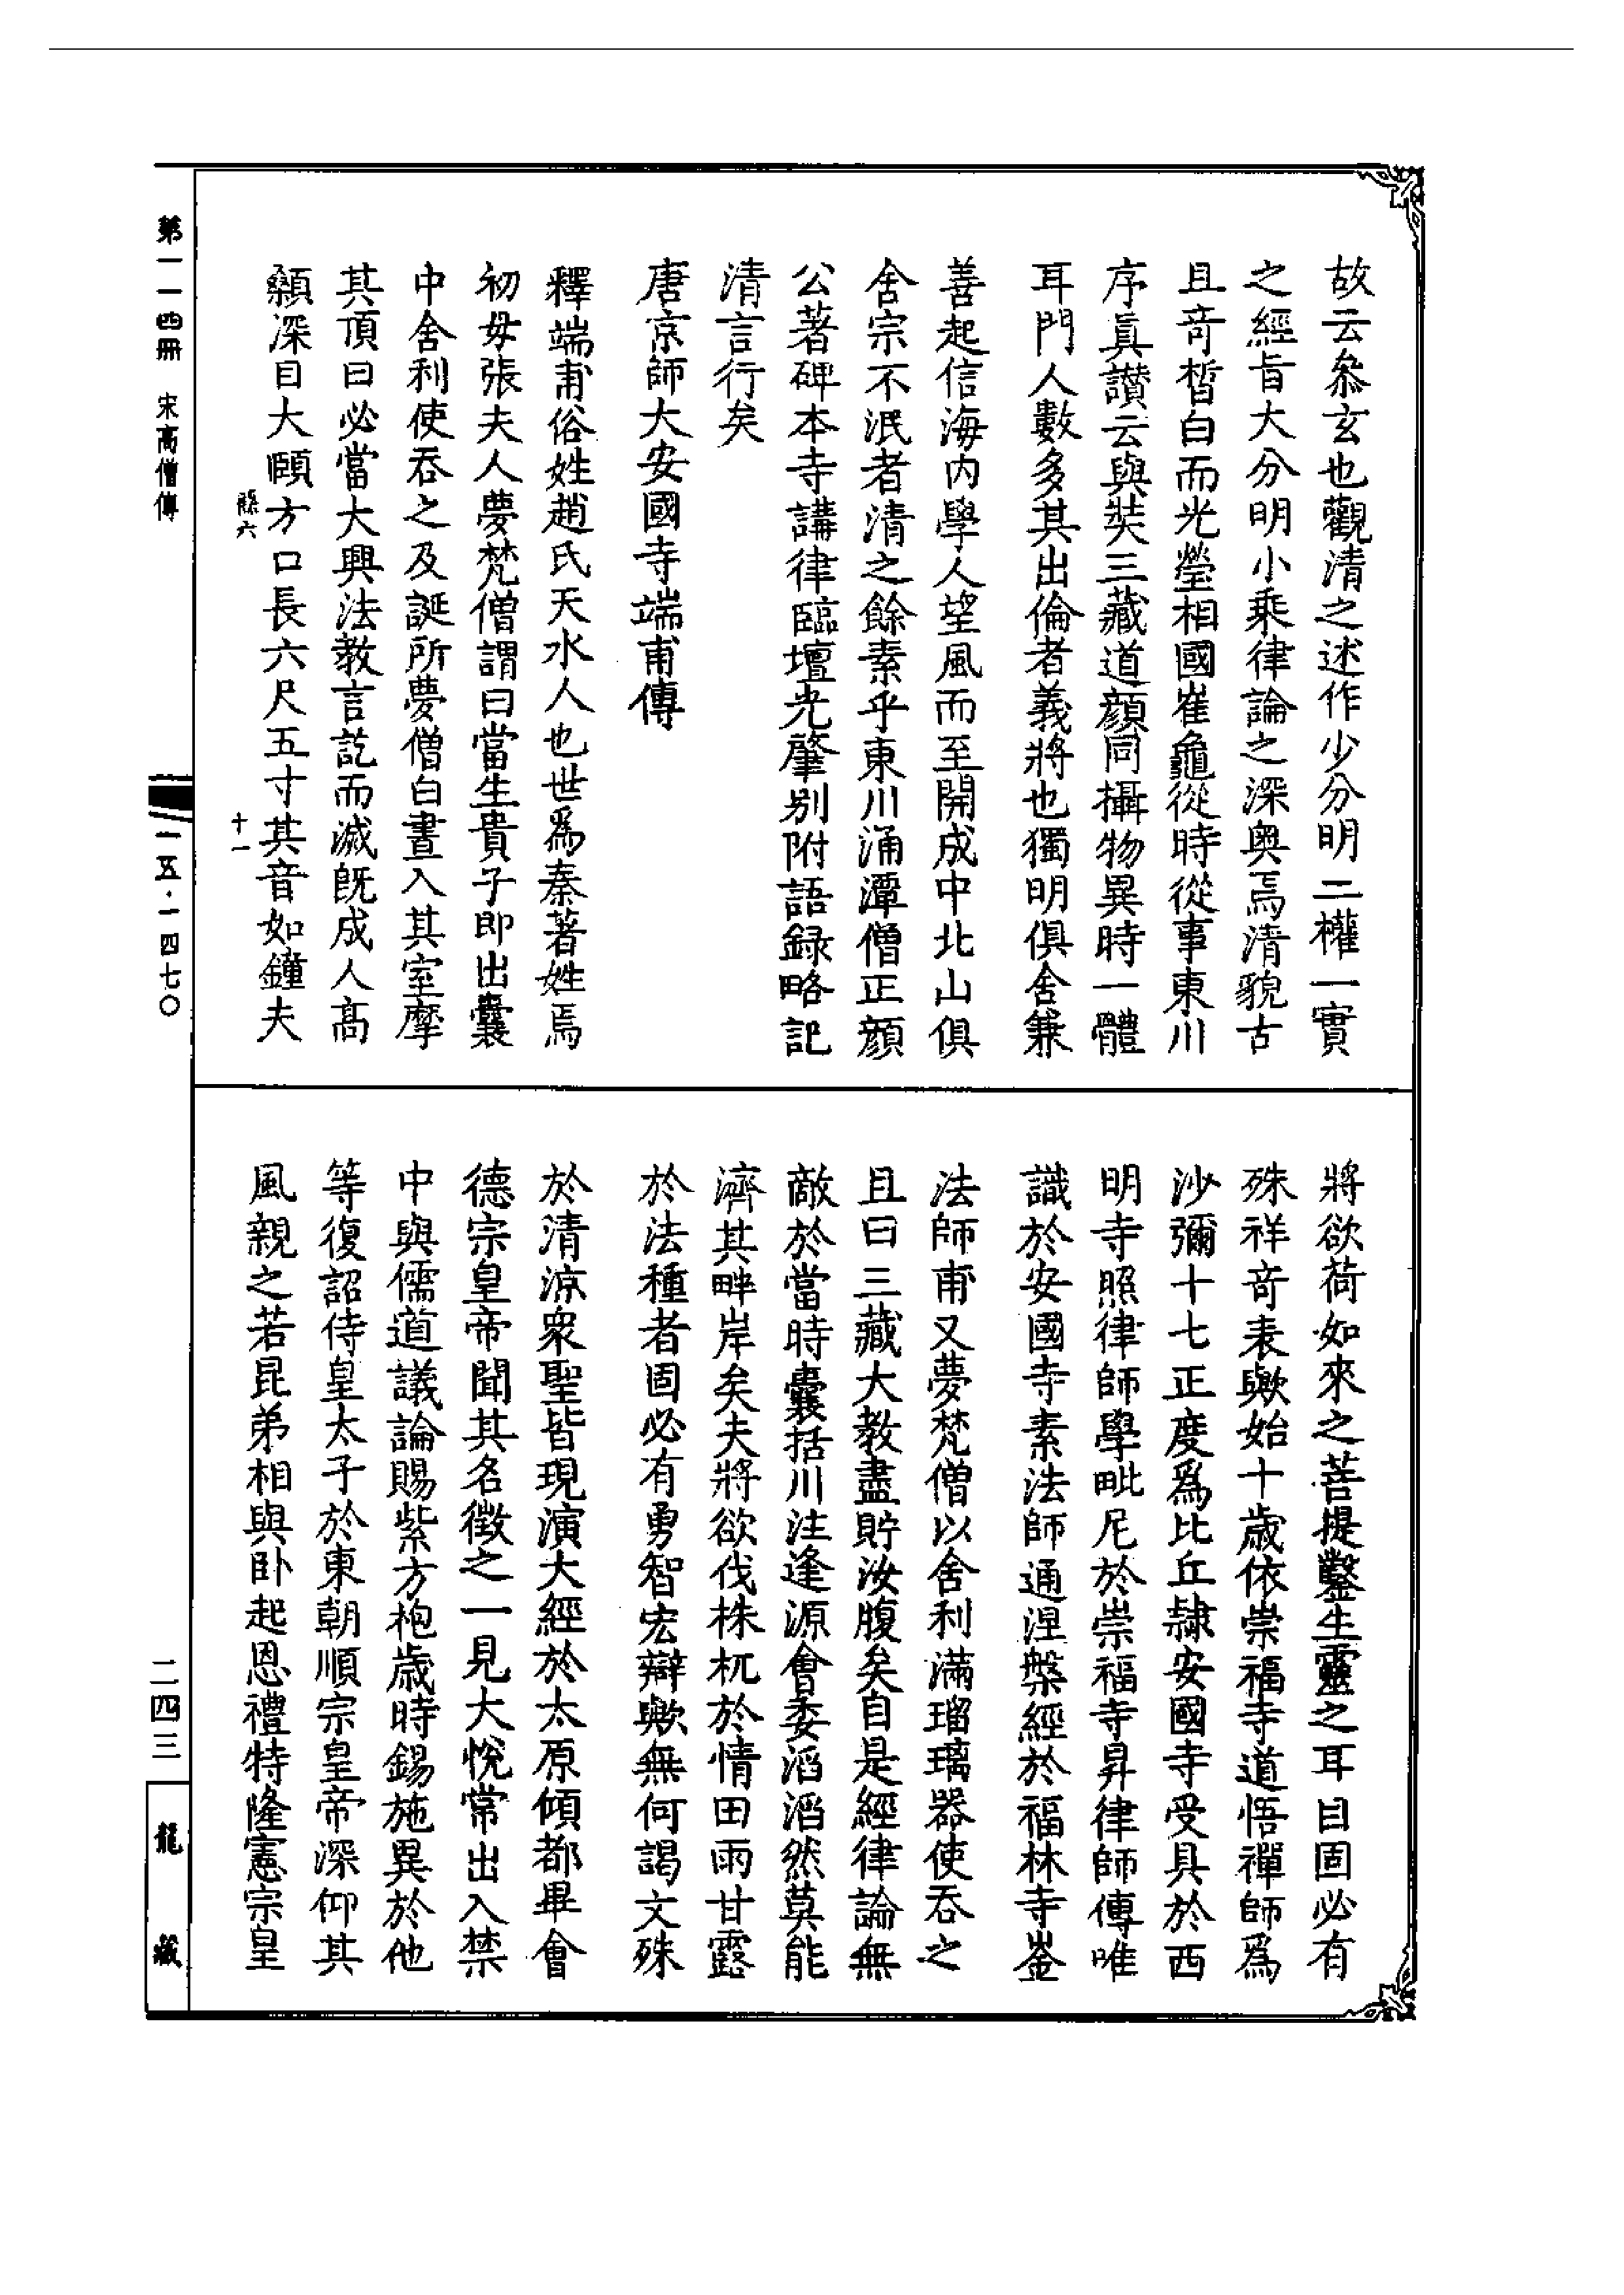 故云叅玄也觀清之述作少分明二權一實
之經旨大分明小乘律論之深奥焉清貌古
且竒皙白而光瑩相國崔龜從時從事東川
序真讃云與奘三藏道顔同攝物異時一體
耳門人數多其出倫者義將也獨明俱舍兼
善起信海内學人望風而至開成中北山俱
舍宗不泯者清之餘素乎東川涌潭僧正顔
公著碑本寺講律臨壇光肇别附語録略記
清言行矣
唐京師大安國寺端甫傳
釋端甫俗姓趙氏天水人也世爲秦著姓焉
初母張夫人夢梵僧謂曰當生貴子即出囊
中舍利使吞之及誕所夢僧白晝入其室摩
其頂曰必當大興法教言訖而滅旣成人髙
顙深目大頤方口長六尺五寸其音如鐘夫
將欲荷如來之菩提鑿生靈之耳目固必有
殊祥竒表歟始十歳依崇福寺道悟禪師爲
沙彌十七正度爲比丘隷安國寺受具於西
明寺照律師學毗尼於崇福寺昇律師傳唯
識於安國寺素法師通涅槃經於福林寺崟
法師甫又夢梵僧以舍利滿瑠璃器使吞之
且曰三藏大教盡貯汝腹矣自是經律論無
敵於當時囊括川注逢源會委滔滔然莫能
濟其畔岸矣夫將欲伐株杌於情田雨甘露
於法種者固必有勇智宏辯歟無何謁文殊
於清涼衆聖皆現演大經於太原傾都畢會
德宗皇帝聞其名徴之一見大悅常出入禁
中與儒道議論賜紫方袍歳時錫施異於他
等復詔侍皇太子於東朝順宗皇帝深仰其
風親之若昆弟相與卧起恩禮特隆憲宗皇
第一一四册 宋高僧傳
一五·一四七〇
二四三
龍藏
縣六
十一